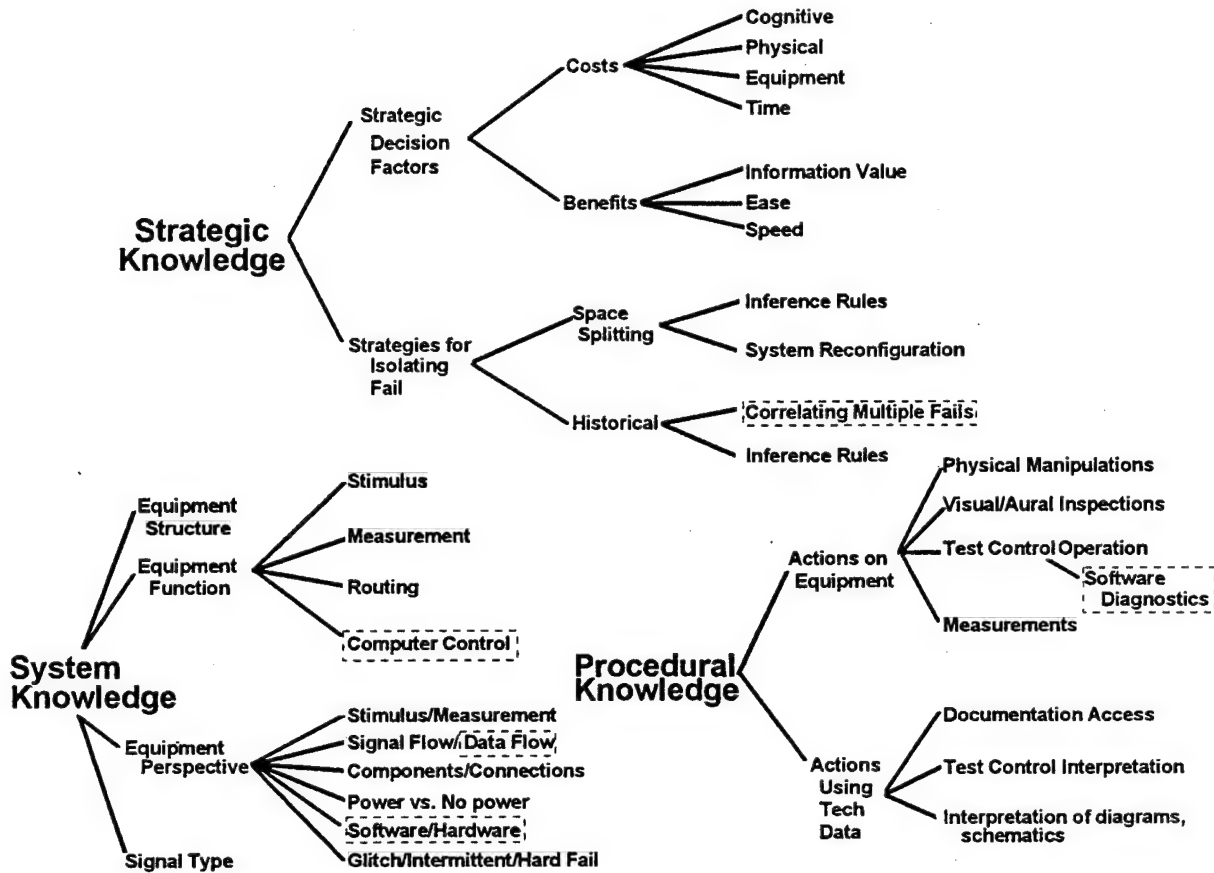 Cognitive
Physical
Costs
Equipment
Time
Strategic
Decision
Factors
Information Value
Benefits
Ease
Speed
Strategic
Knowledge
Space
Splitting
Inference Rules
System Reconfiguration
Strategies for
Isolating
Fail
Historical
Correlating Multiple Fails
Inference Rules
Equipment
Structure
Stimulus
Equipment
Function
Measurement
Routing
Computer Control
System
Knowledge
Equipment
Perspective
Stimulus/Measurement
Signal Flow/Data Flow
Components/Connections
Power vs. No power
Software/Hardware
Glitch/Intermittent/Hard Fail
Signal Type
Physical Manipulations
Visual/Aural Inspections
Actions on
Equipment
Test Control Operation
Software
Diagnostics
Measurements
Procedural
Knowledge
Documentation Access
Actions
Using
Tech
Data
Test Control Interpretation
Interpretation of diagrams,
schematics